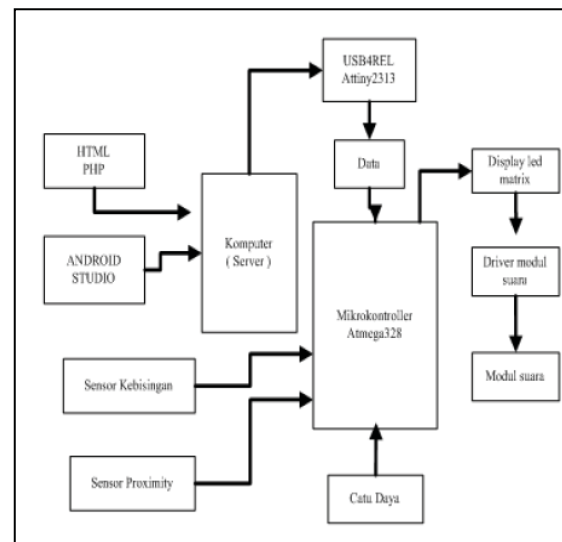 USB4REL
Attiny2313
HTML
PHP
Data
Display led
matrix
Komputer
( Server )
ANDROID
STUDIO
Driver modul
suara
Mikrokontroller
Atmega328
Sensor Kebisingan
Modul suara
Sensor Proximity
Catu Daya